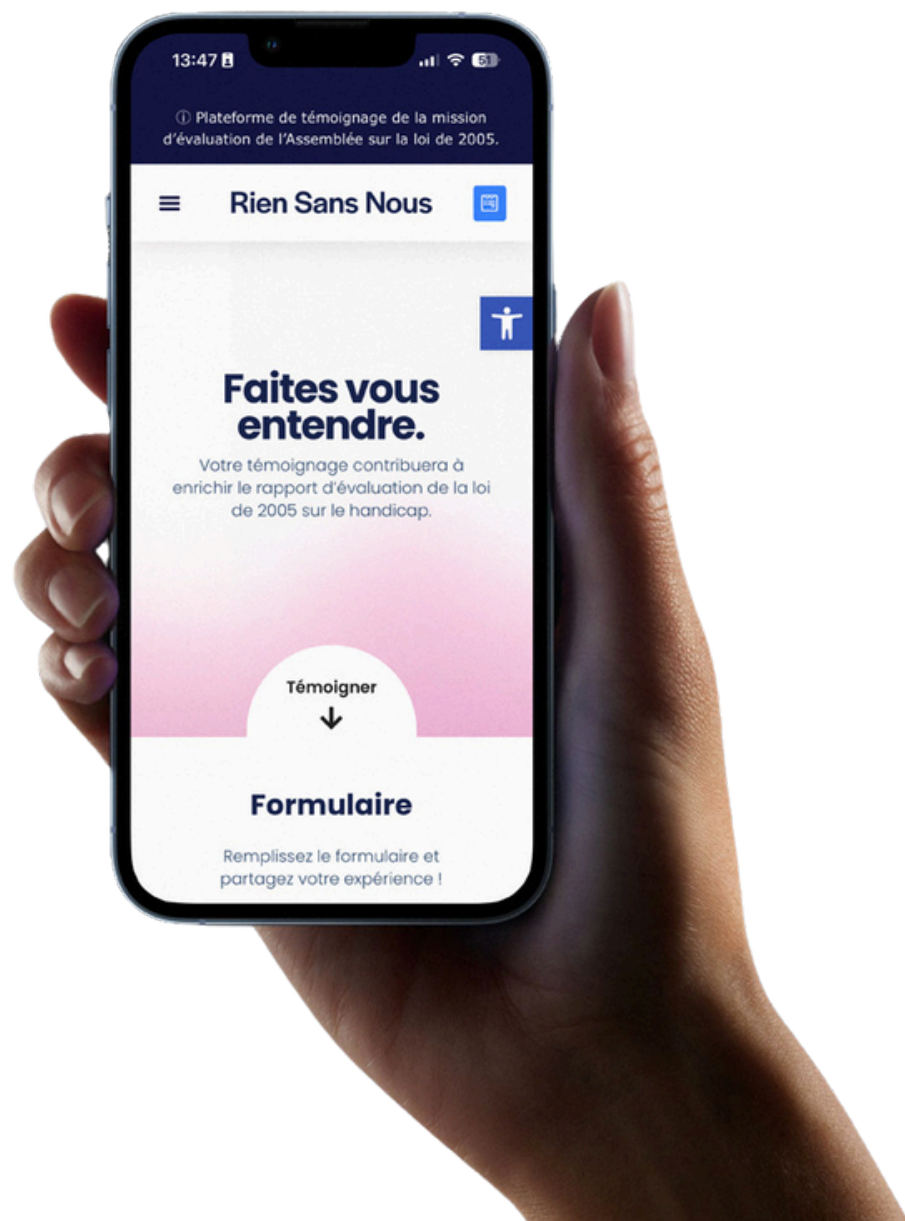 13:47
51
ⓘ Plateforme de témoignage de la mission
d'évaluation de l'Assemblée sur la loi de 2005.
Rien Sans Nous
Faites vous
entendre.
Votre témoignage contribuera à
enrichir le rapport d'évaluation de la loi
de 2005 sur le handicap.
Témoigner
↓
Formulaire
Remplissez le formulaire et
partagez votre expérience !